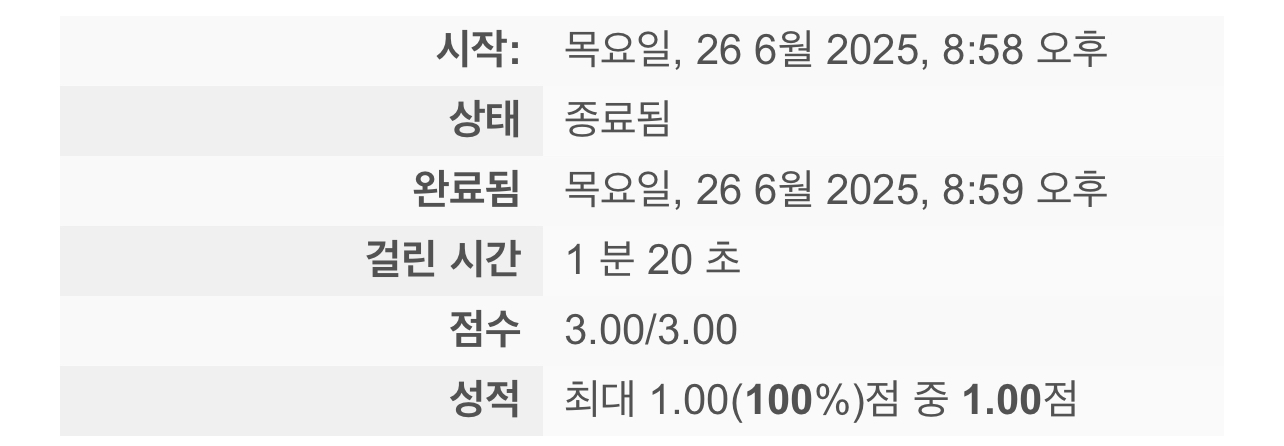 시작: 목요일, 26 6월 2025, 8:58 오후
상태 종료됨
완료됨 목요일, 26 6월 2025, 8:59 오후
걸린 시간 1 분 20 초
점수 3.00/3.00
성적 최대 1.00(100%)점 중 1.00점